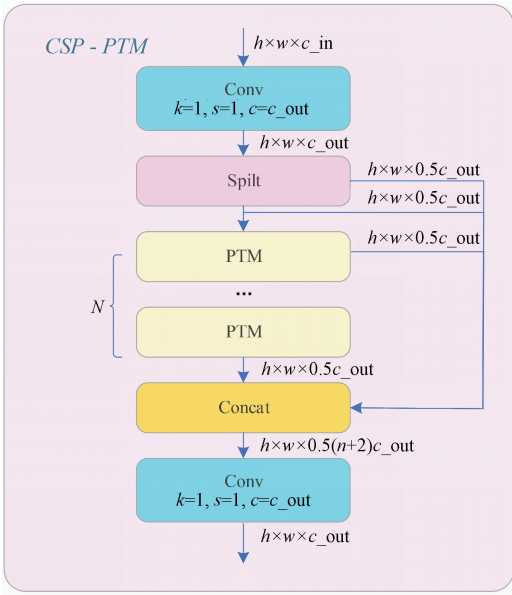 CSP - PTM
h×w×c_in
Conv
k=1, s=1, c=c_out
h×w×c_out
Spilt
h×w×0.5c_out
h×w×0.5c_out
h×w×0.5c_out
PTM
...
N
PTM
h×w×0.5c_out
Concat
h×w×0.5(n+2)c_out
Conv
k=1, s=1, c=c_out
h×w×c_out